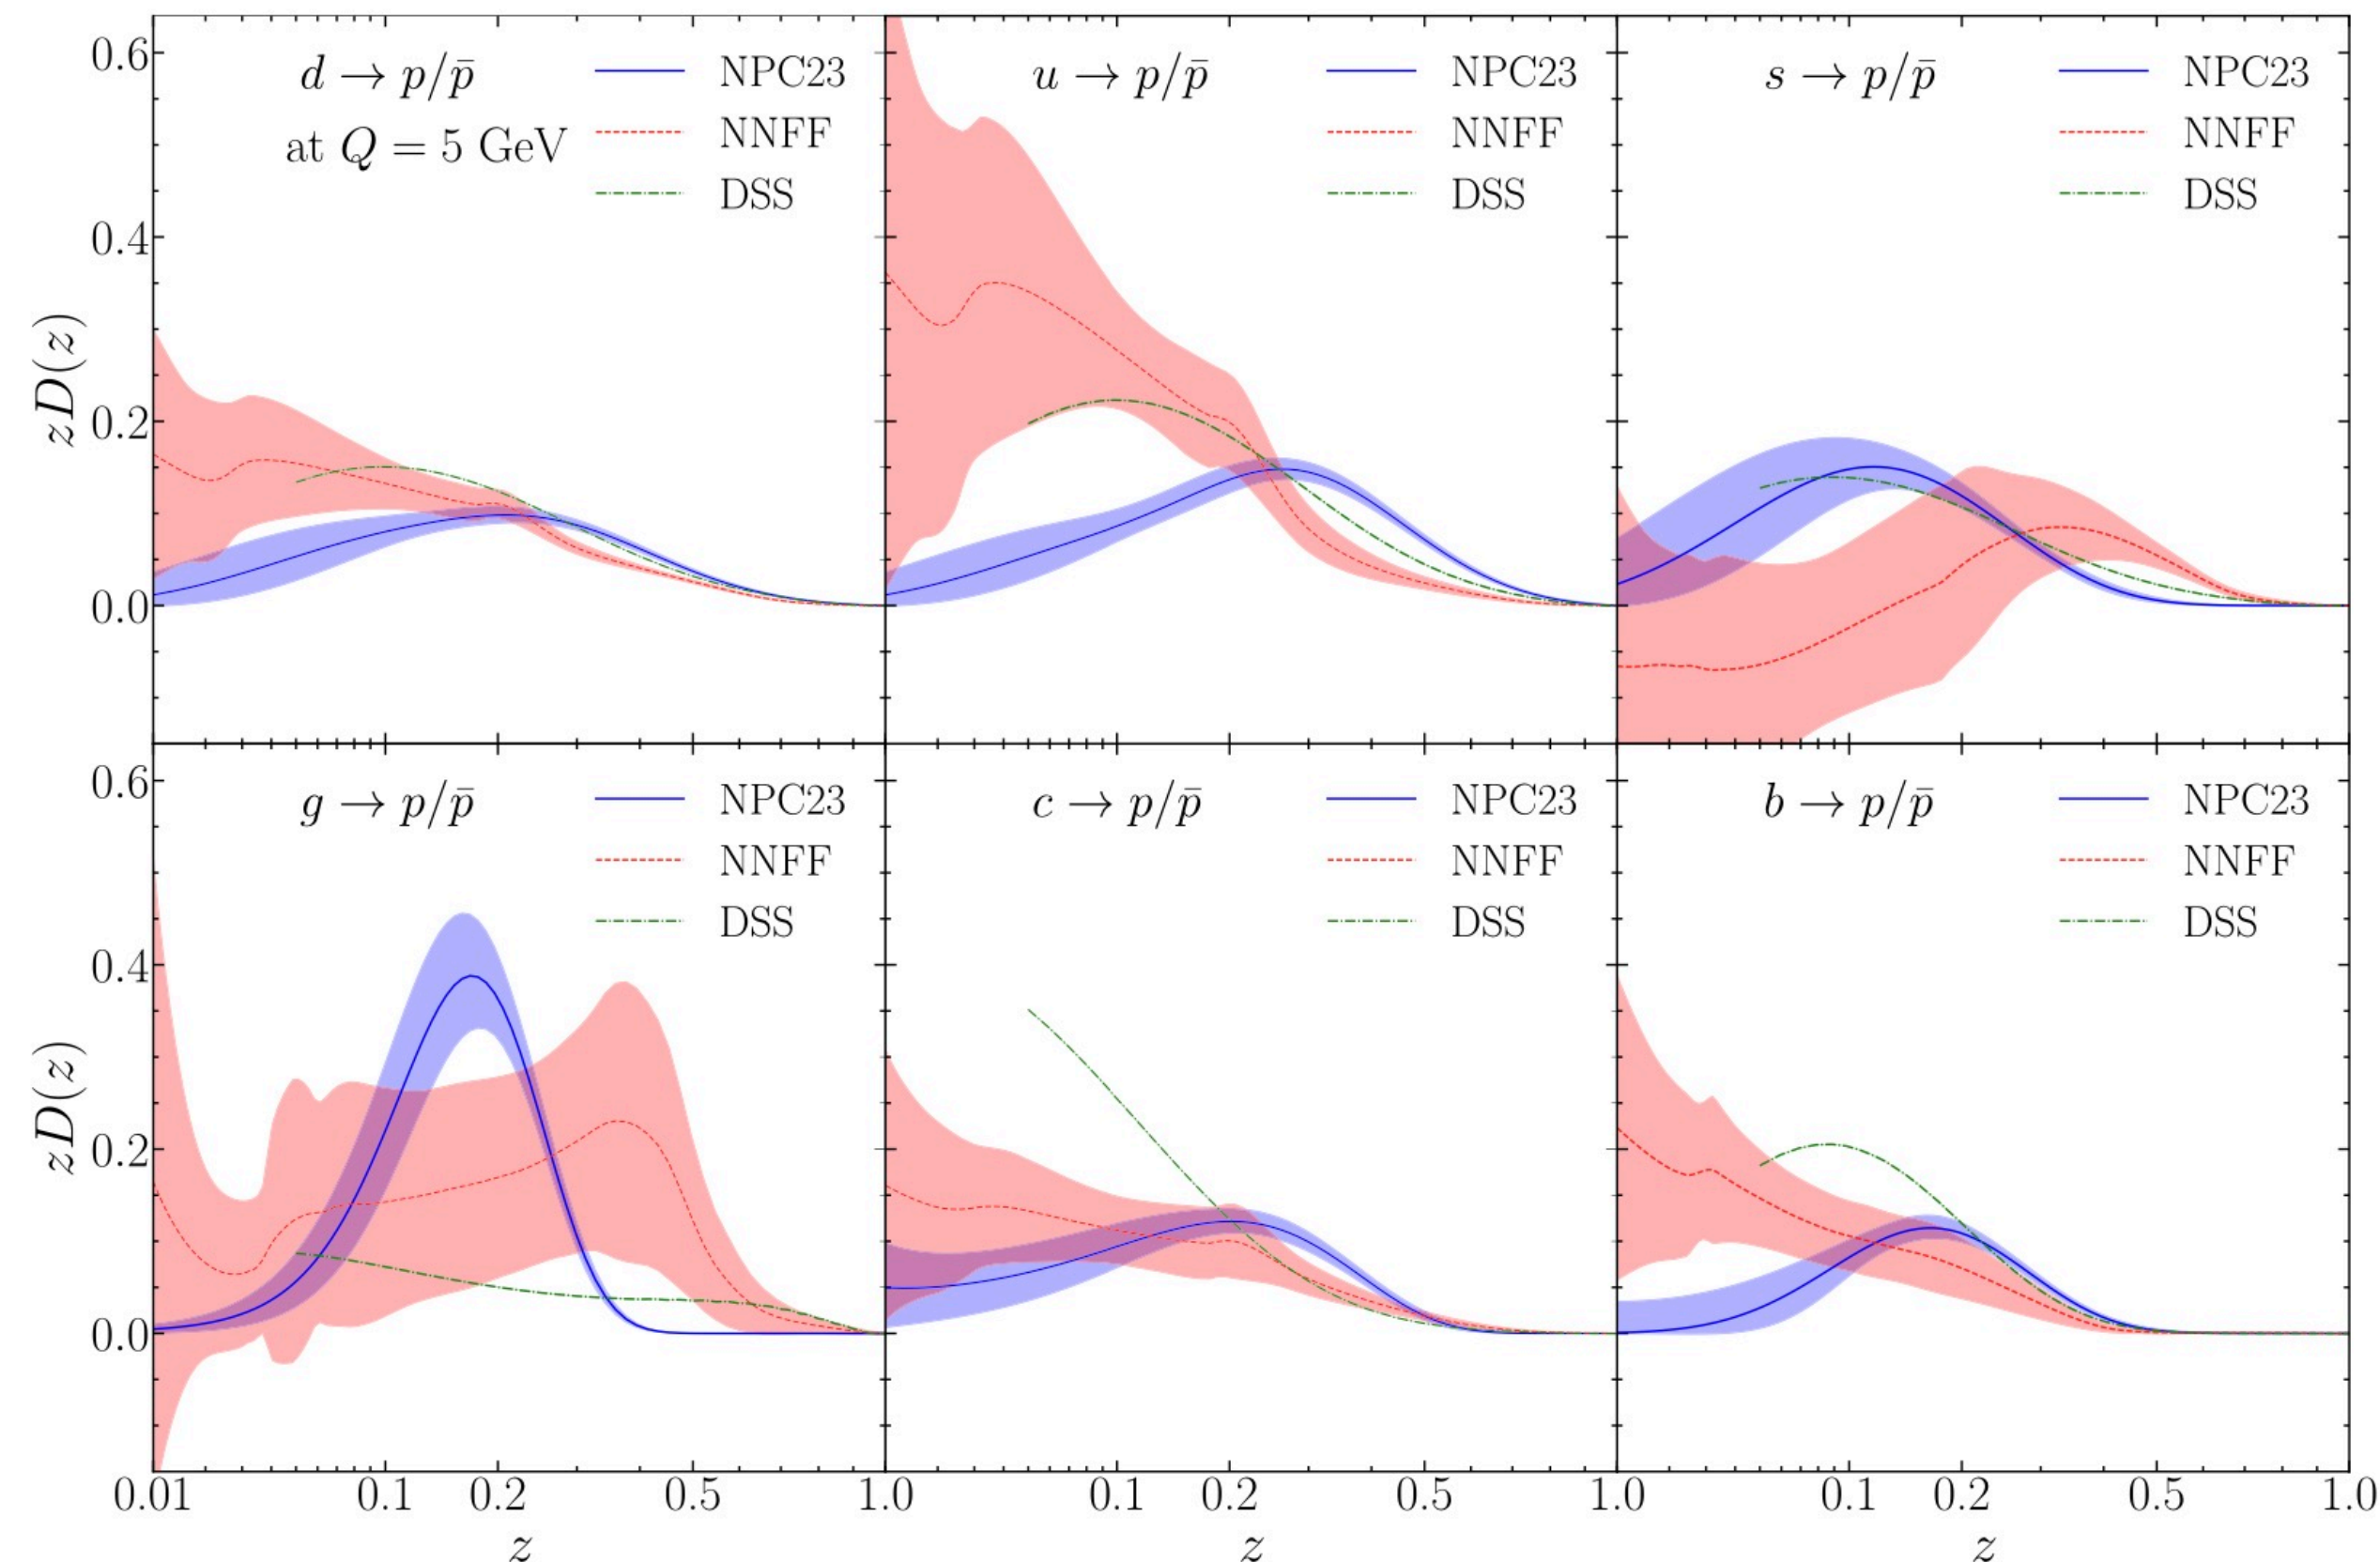 d → p/p̄
at Q = 5 GeV
NPC23
NNFF
DSS
u → p/p̄
NPC23
NNFF
DSS
s → p/p̄
NPC23
NNFF
DSS
0.6
0.4
0.2
0.0
zD(z)
g → p/p̄
NPC23
NNFF
DSS
c → p/p̄
NPC23
NNFF
DSS
b → p/p̄
NPC23
NNFF
DSS
0.6
0.4
0.2
0.0
zD(z)
0.01 0.1 0.2 0.5 1.0 0.1 0.2 0.5 1.0 0.1 0.2 0.5 1.0
z z z